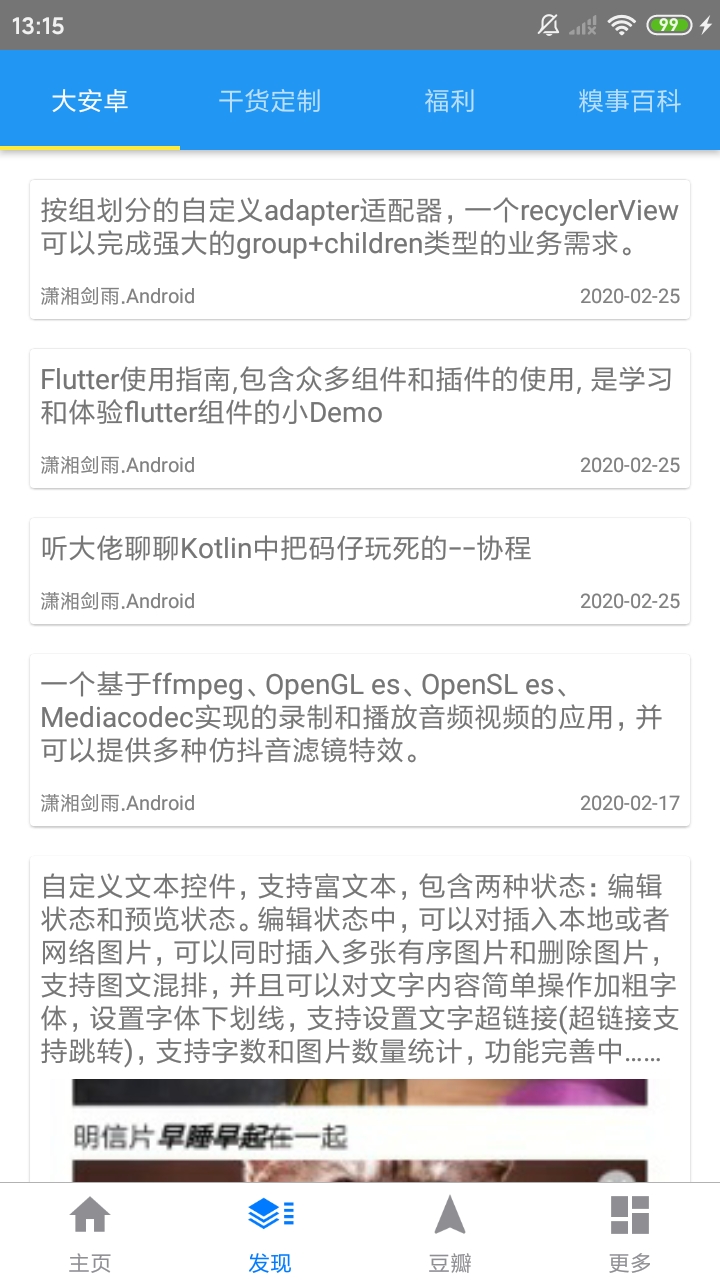 13:15
99
大安卓 干货定制 福利 糗事百科
按组划分的自定义adapter适配器，一个recyclerView
可以完成强大的group+children类型的业务需求。
潇湘剑雨.Android 2020-02-25
Flutter使用指南,包含众多组件和插件的使用, 是学习
和体验flutter组件的小Demo
潇湘剑雨.Android 2020-02-25
听大佬聊聊Kotlin中把码仔玩死的--协程
潇湘剑雨.Android 2020-02-25
一个基于ffmpeg、OpenGL es、OpenSL es、
Mediacodec实现的录制和播放音频视频的应用，并
可以提供多种仿抖音滤镜特效。
潇湘剑雨.Android 2020-02-17
自定义文本控件，支持富文本，包含两种状态：编辑
状态和预览状态。编辑状态中，可以对插入本地或者
网络图片，可以同时插入多张有序图片和删除图片，
支持图文混排，并且可以对文字内容简单操作加粗字
体，设置字体下划线，支持设置文字超链接(超链接支
持跳转)，支持字数和图片数量统计，功能完善中……
明信片早睡早起在一起
主页 发现 豆瓣 更多